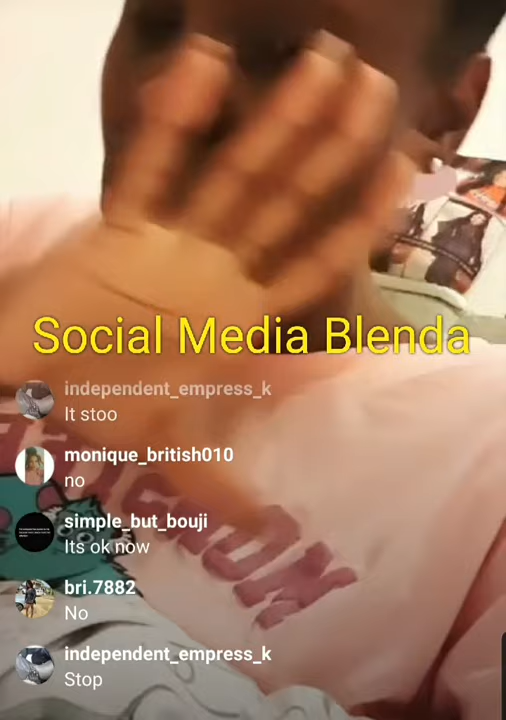 Social Media Blenda
independent_empress_k
It stoo
monique_british010
no
simple_but_bouji
Its ok now
bri.7882
No
independent_empress_k
Stop